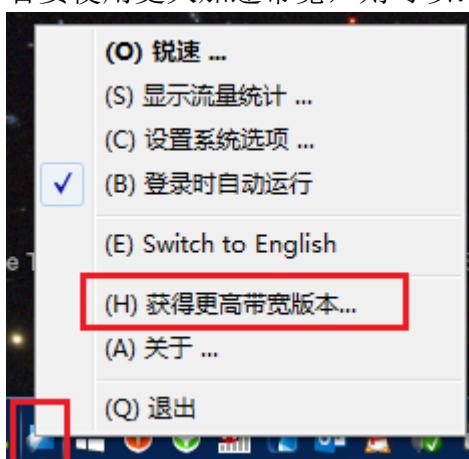 (O) 锐速 ...
(S) 显示流量统计 ...
(C) 设置系统选项 ...
(B) 登录时自动运行
(E) Switch to English
e T
(H) 获得更高带宽版本...
(A) 关于 ...
(Q) 退出